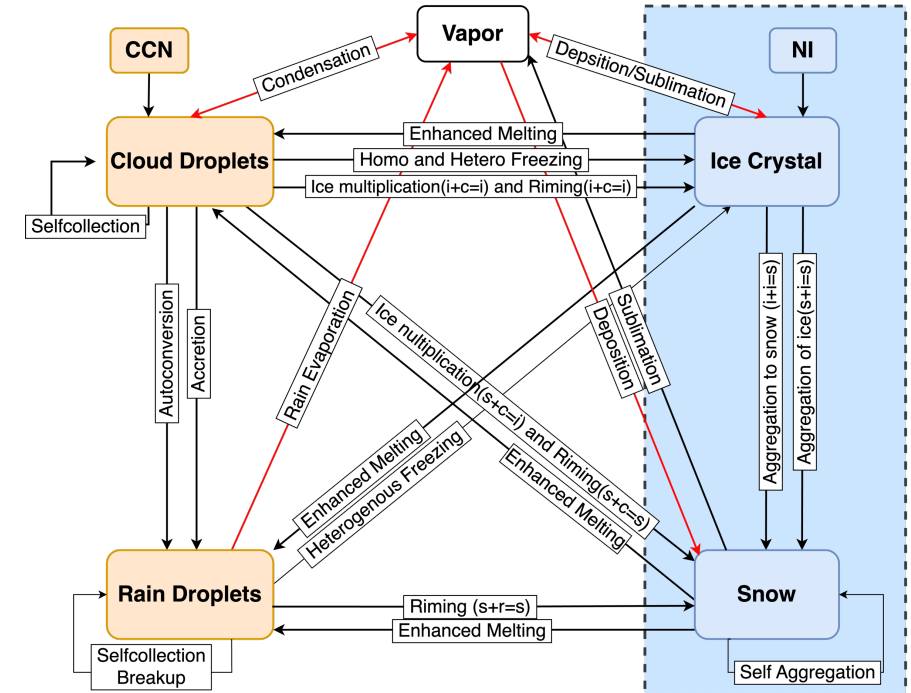 Vapor
CCN
NI
Condensation
Depsition/Sublimation
Enhanced Melting
Cloud Droplets
Homo and Hetero Freezing
Ice Crystal
Ice multiplication(i+c=i) and Riming(i+c=i)
Selfcollection
Autoconversion
Accretion
Rain Evaporation
Ice nultiplication(s+c=i) and Riming(s+c=s)
Deposition
Sublimation
Aggregation to snow (i+i=s)
Aggregation of ice(s+i=s)
Enhanced Melting
Heterogenous Freezing
Enhanced Melting
Rain Droplets
Riming (s+r=s)
Snow
Enhanced Melting
Selfcollection
Breakup
Self Aggregation